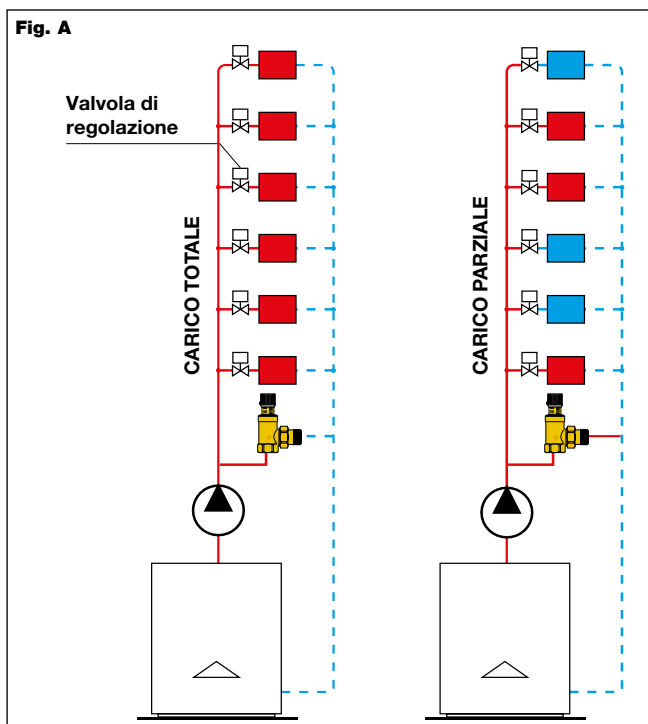 Fig. A
Valvola di
regolazione
CARICO TOTALE
CARICO PARZIALE